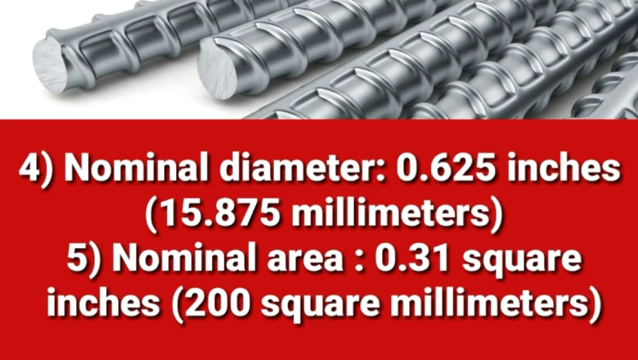 4) Nominal diameter: 0.625 inches
(15.875 millimeters)
5) Nominal area : 0.31 square
inches (200 square millimeters)